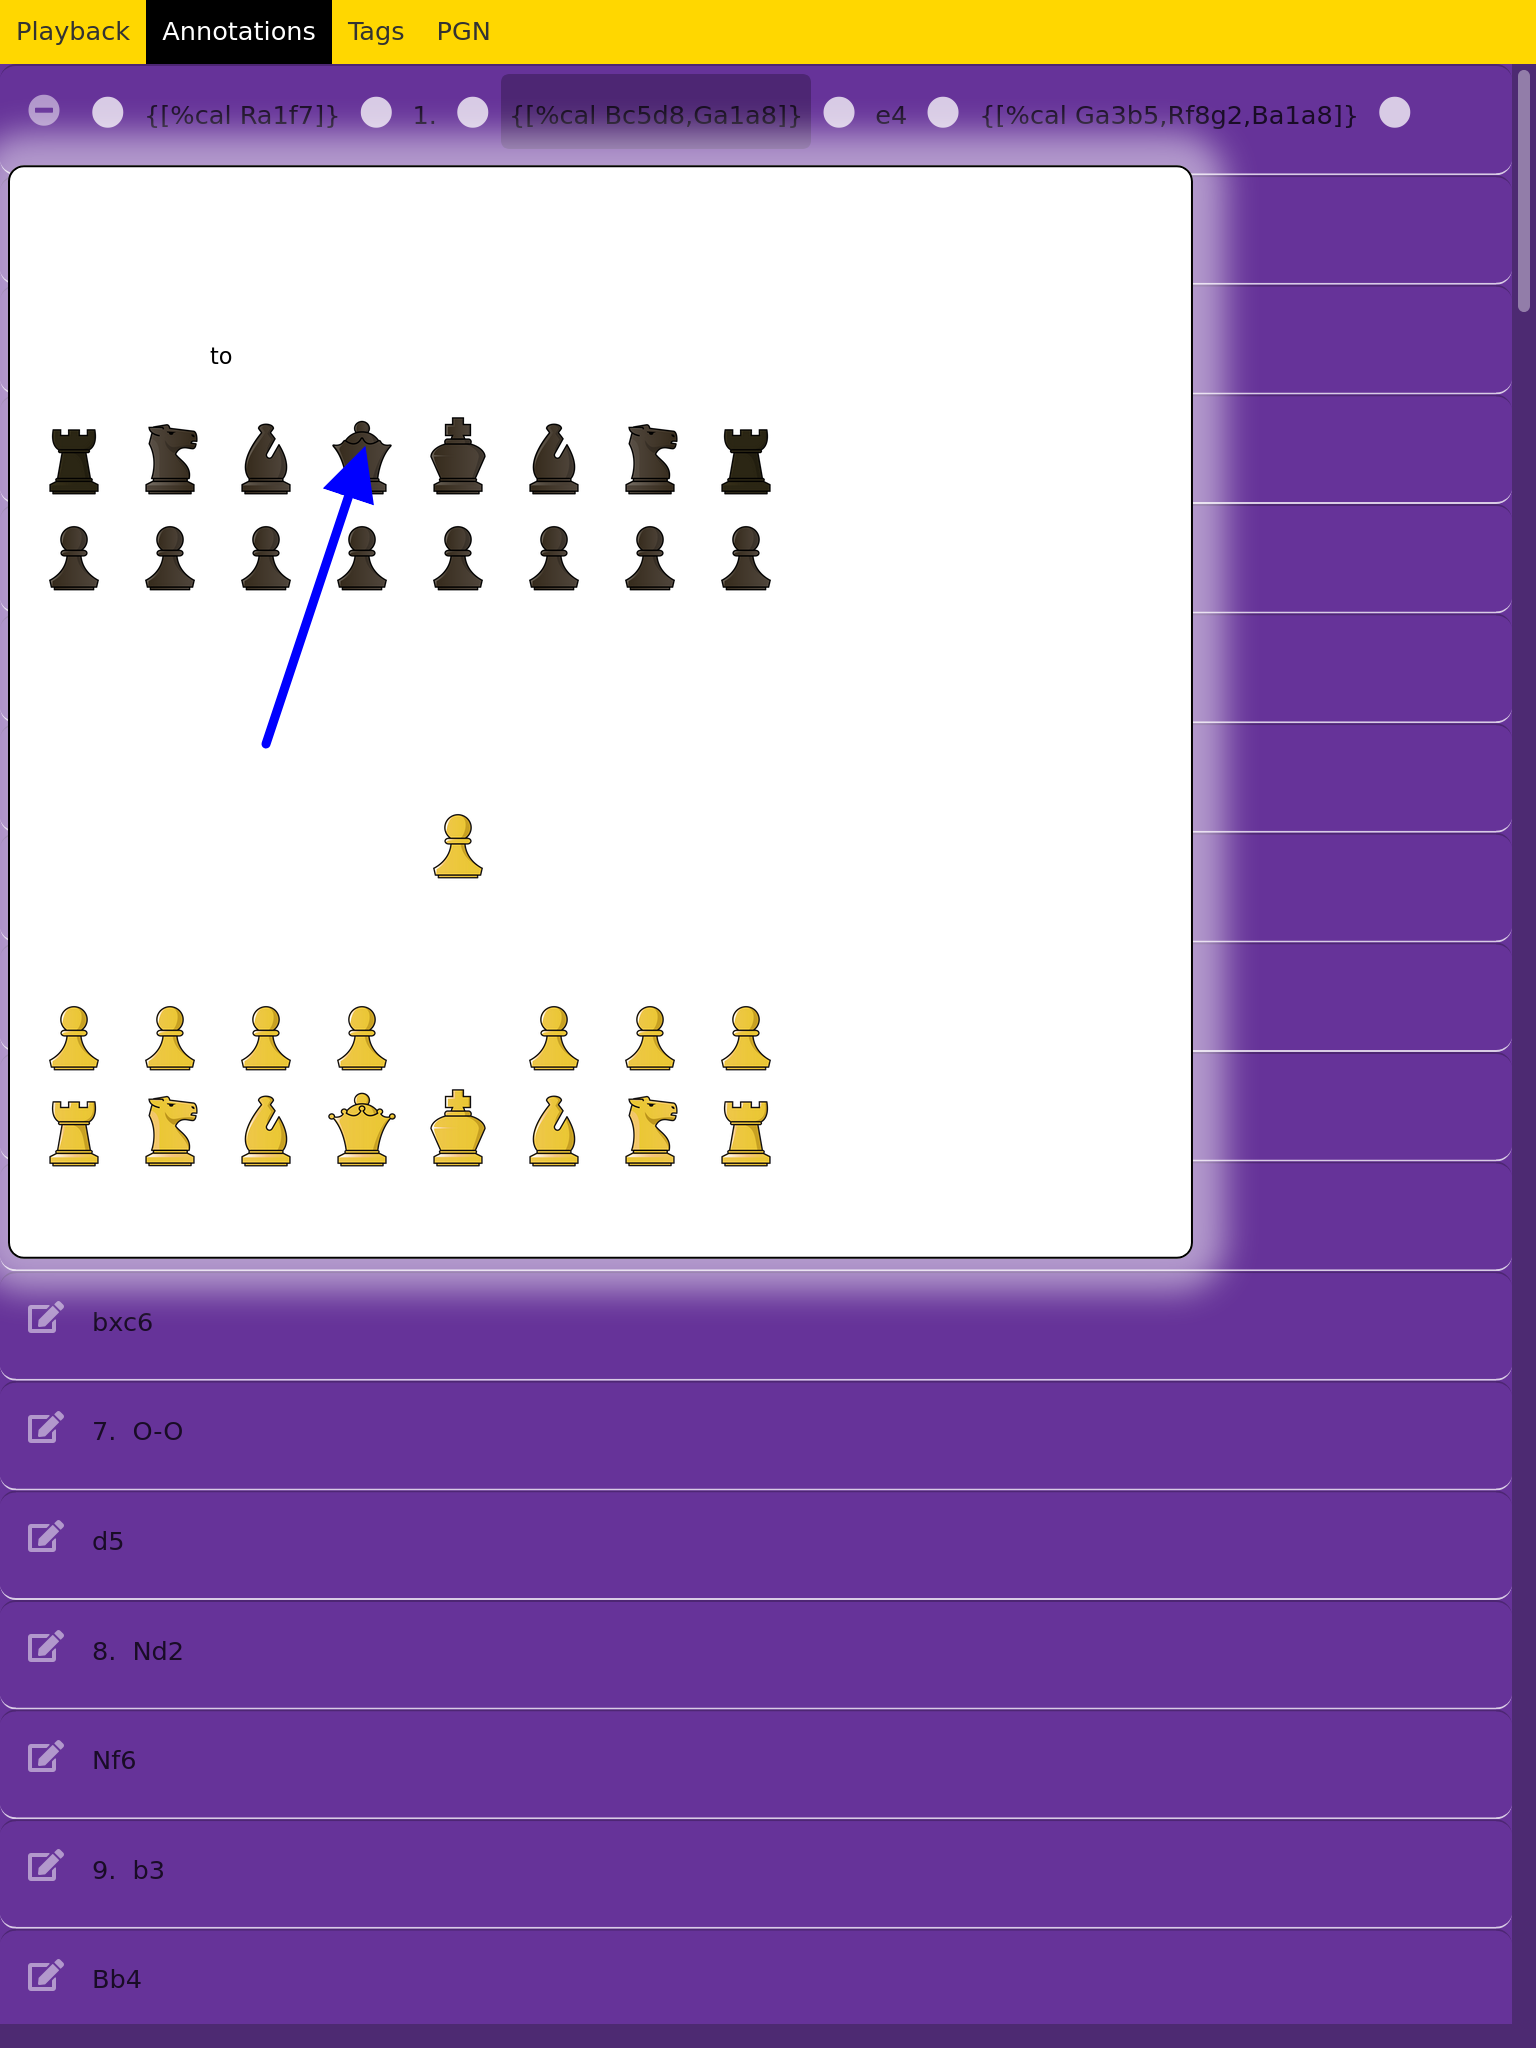 Playback Annotations Tags PGN
{[%cal Ra1f7]} 1. {[%cal Bc5d8,Ga1a8]} e4 {[%cal Ga3b5,Rf8g2,Ba1a8]}
to
bxc6
7. O-O
d5
8. Nd2
Nf6
9. b3
Bb4